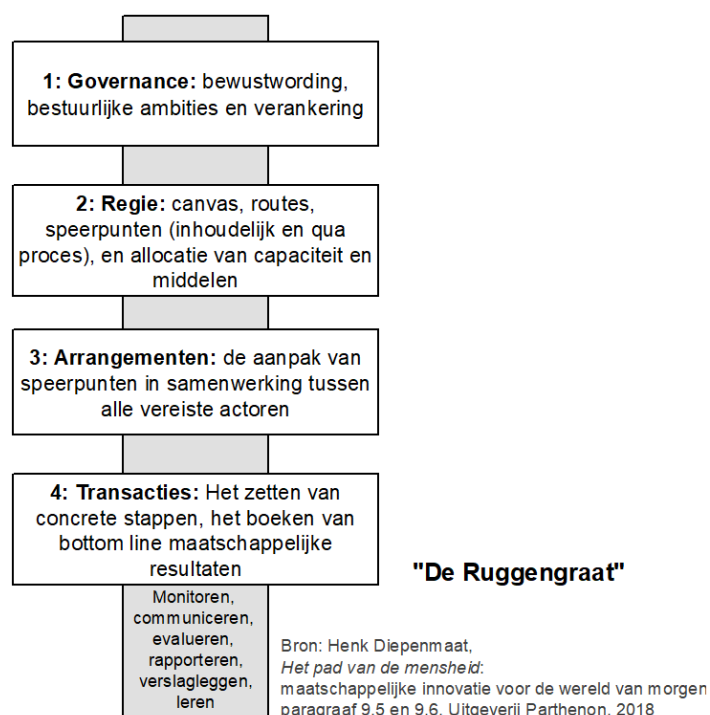 1: Governance: bewustwording,
bestuurlijke ambities en verankering
2: Regie: canvas, routes,
speerpunten (inhoudelijk en qua
proces), en allocatie van capaciteit en
middelen
3: Arrangementen: de aanpak van
speerpunten in samenwerking tussen
alle vereiste actoren
4: Transacties: Het zetten van
concrete stappen, het boeken van
bottom line maatschappelijke
resultaten
"De Ruggengraat"
Monitoren,
communiceren,
evalueren,
rapporteren,
verslagleggen,
leren
Bron: Henk Diepenmaat,
Het pad van de mensheid:
maatschappelijke innovatie voor de wereld van morgen
paragraaf 9.5 en 9.6. Uitgeverij Parthenon, 2018